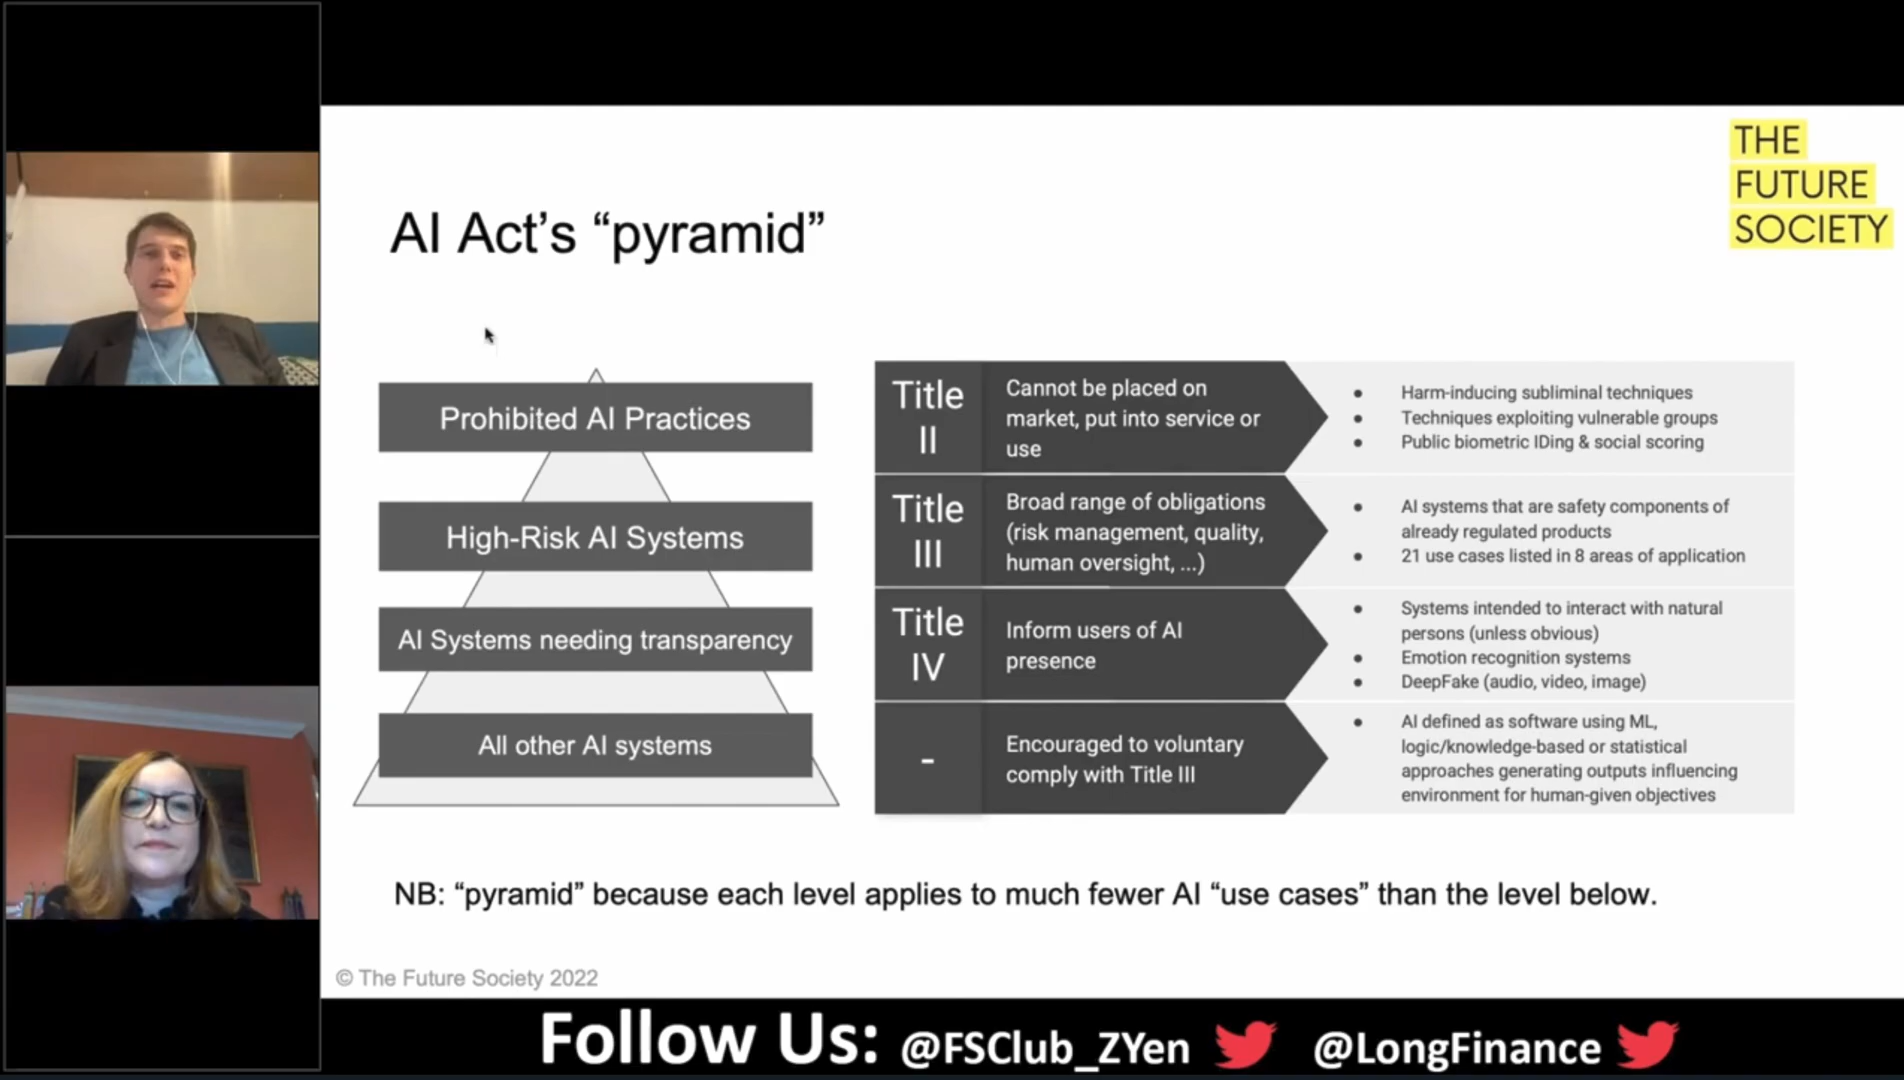 THE
FUTURE
SOCIETY
AI Act’s “pyramid”
Prohibited AI Practices
High-Risk AI Systems
AI Systems needing transparency
All other AI systems
Title
II
Cannot be placed on
market, put into service or
use
● Harm-inducing subliminal techniques
● Techniques exploiting vulnerable groups
● Public biometric IDing & social scoring
Title
III
Broad range of obligations
(risk management, quality,
human oversight, ...)
● AI systems that are safety components of
already regulated products
● 21 use cases listed in 8 areas of application
Title
IV
Inform users of AI
presence
● Systems intended to interact with natural
persons (unless obvious)
● Emotion recognition systems
● DeepFake (audio, video, image)
-
Encouraged to voluntary
comply with Title III
● AI defined as software using ML,
logic/knowledge-based or statistical
approaches generating outputs influencing
environment for human-given objectives
NB: “pyramid” because each level applies to much fewer AI “use cases” than the level below.
© The Future Society 2022
Follow Us: @FSClub_ZYen @LongFinance